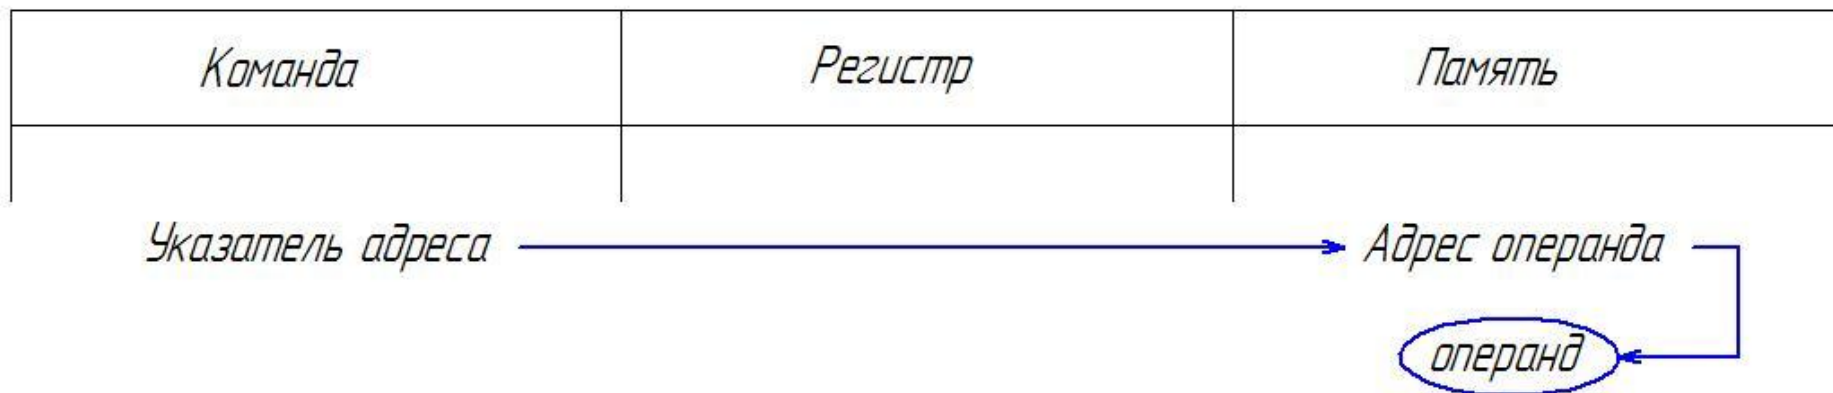 Команда Регистр Память
Указатель адреса Адрес операнда
операнд